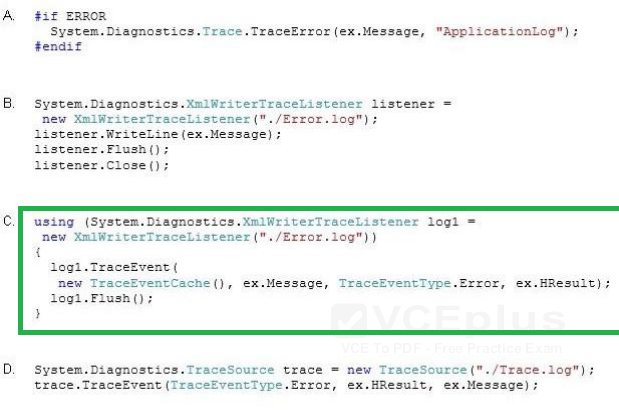 A. #if ERROR
System.Diagnostics.Trace.TraceError(ex.Message, "ApplicationLog");
#endif
B. System.Diagnostics.XmlWriterTraceListener listener =
new XmlWriterTraceListener("./Error.log");
listener.WriteLine(ex.Message);
listener.Flush();
listener.Close();
C. using (System.Diagnostics.XmlWriterTraceListener log1 =
new XmlWriterTraceListener("./Error.log"))
{
log1.TraceEvent(
new TraceEventCache(), ex.Message, TraceEventType.Error, ex.HResult);
log1.Flush();
}
VCEplus
VCE To PDF - Free Practice Exam
D. System.Diagnostics.TraceSource trace = new TraceSource("./Trace.log");
trace.TraceEvent(TraceEventType.Error, ex.HResult, ex.Message);